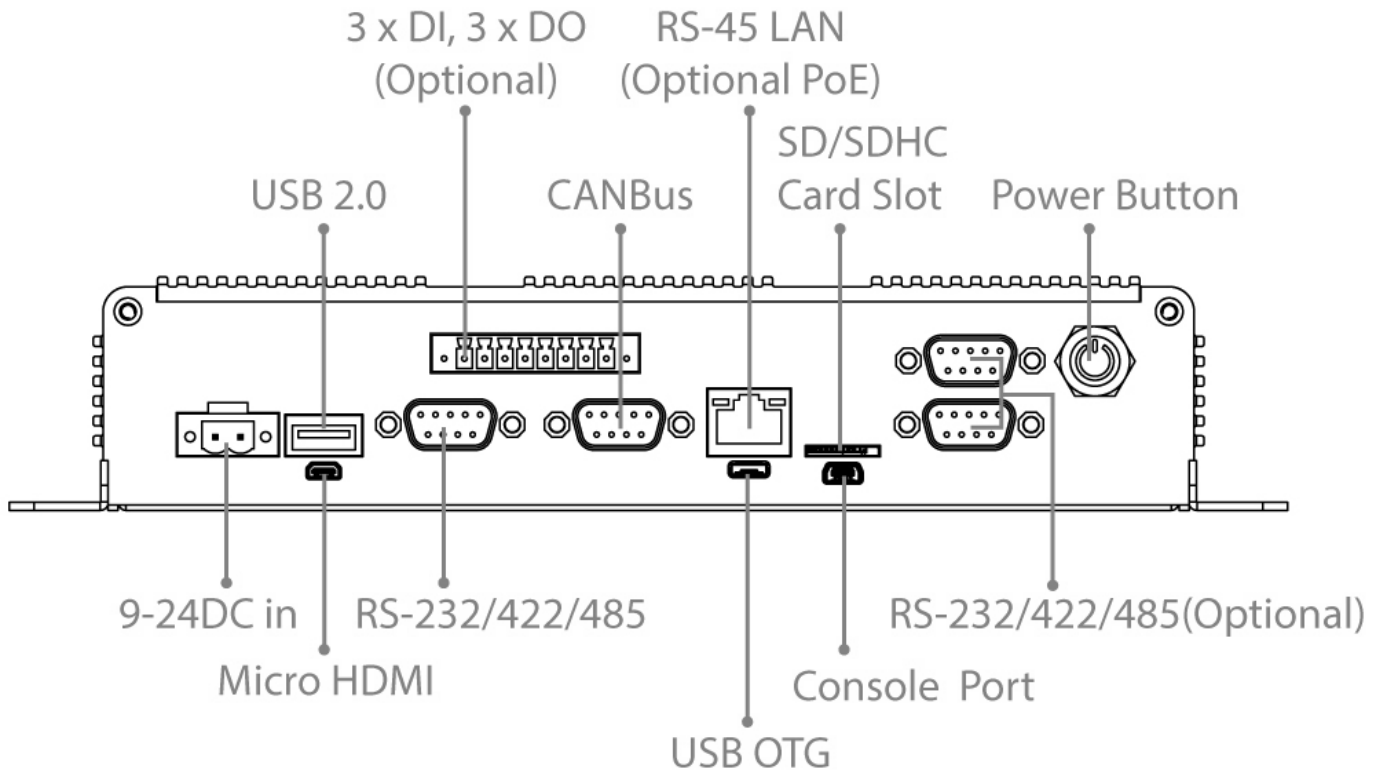 3 x DI, 3 x DO
(Optional)
RS-45 LAN
(Optional PoE)
SD/SDHC
Card Slot
USB 2.0
CANBus
Power Button
9-24DC in
RS-232/422/485
RS-232/422/485(Optional)
Micro HDMI
Console Port
USB OTG